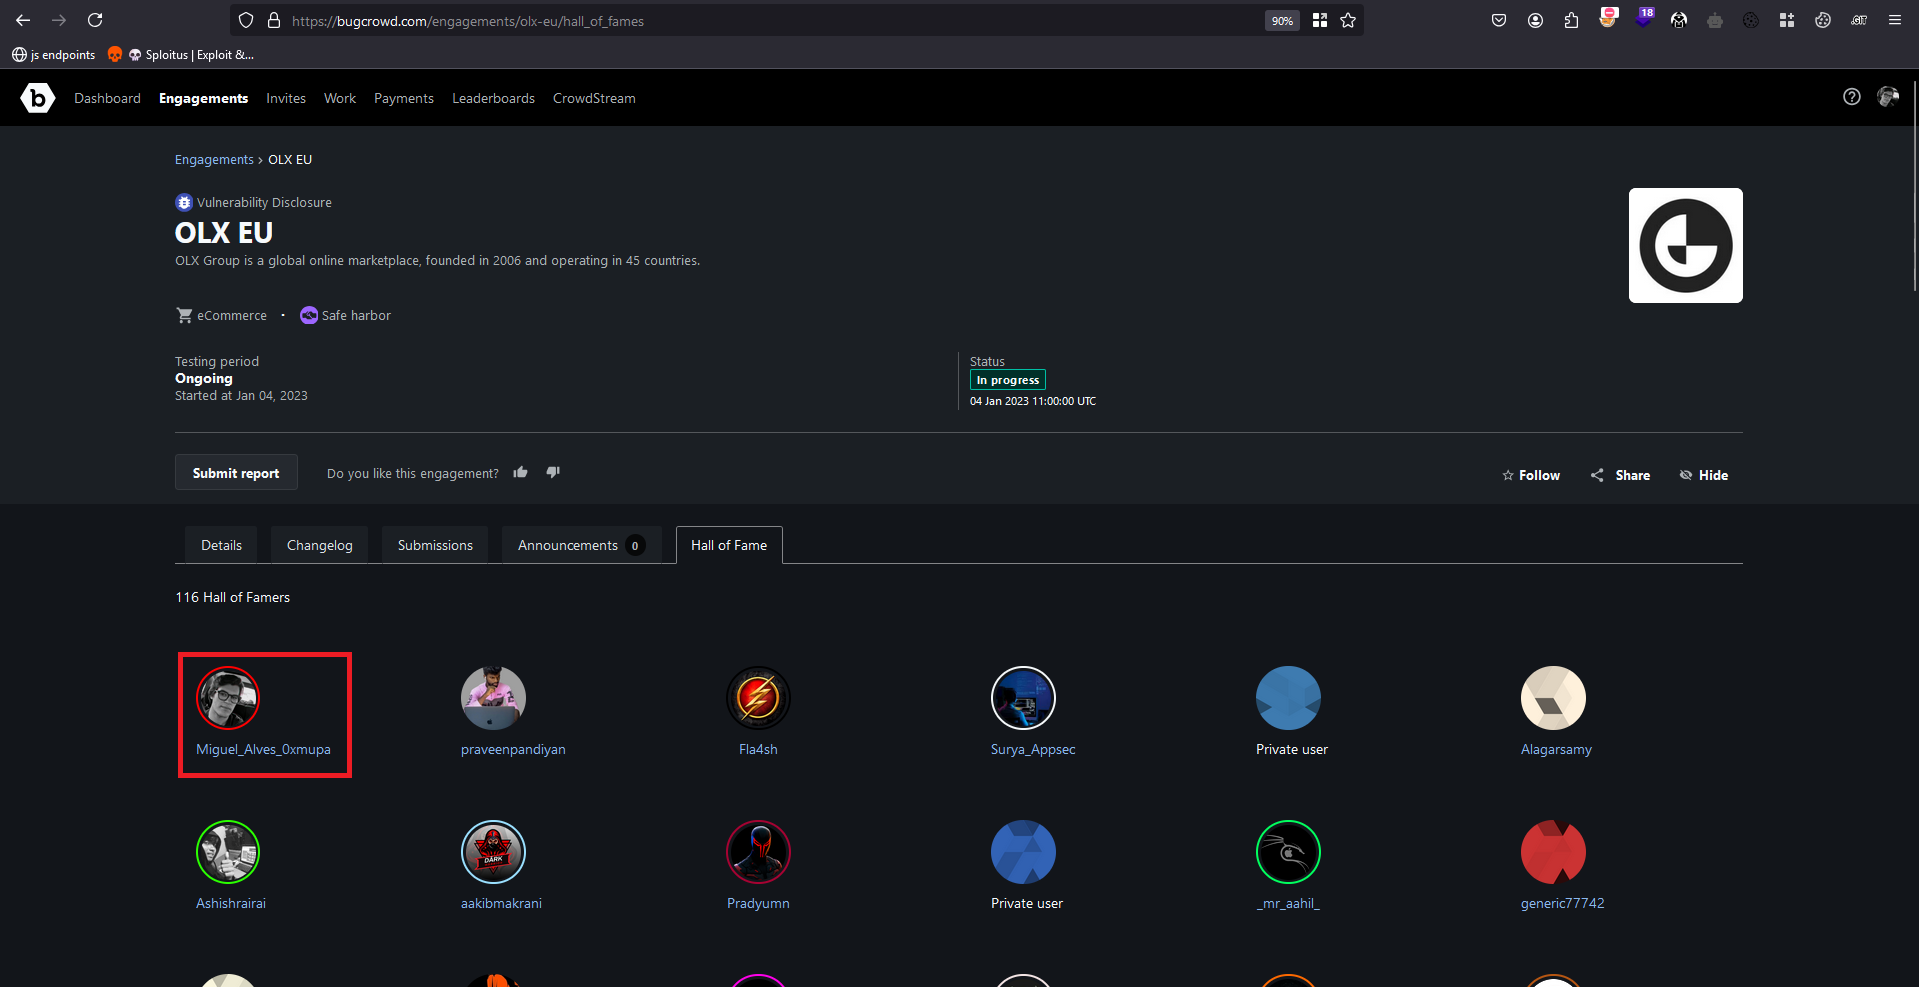 https://bugcrowd.com/engagements/olx-eu/hall_of_fames
90%
18
.GIT
js endpoints
Sploitus | Exploit &...
b
Dashboard
Engagements
Invites
Work
Payments
Leaderboards
CrowdStream
Engagements › OLX EU
Vulnerability Disclosure
OLX EU
OLX Group is a global online marketplace, founded in 2006 and operating in 45 countries.
eCommerce • Safe harbor
Testing period
Ongoing
Started at Jan 04, 2023
Status
In progress
04 Jan 2023 11:00:00 UTC
Submit report
Do you like this engagement?
Follow
Share
Hide
Details
Changelog
Submissions
Announcements 0
Hall of Fame
116 Hall of Famers
Miguel_Alves_0xmupa
praveenpandiyan
Fla4sh
Surya_Appsec
Private user
Alagarsamy
DARK
Ashishrairai
aakibmakrani
Pradyumn
Private user
_mr_aahil_
generic77742